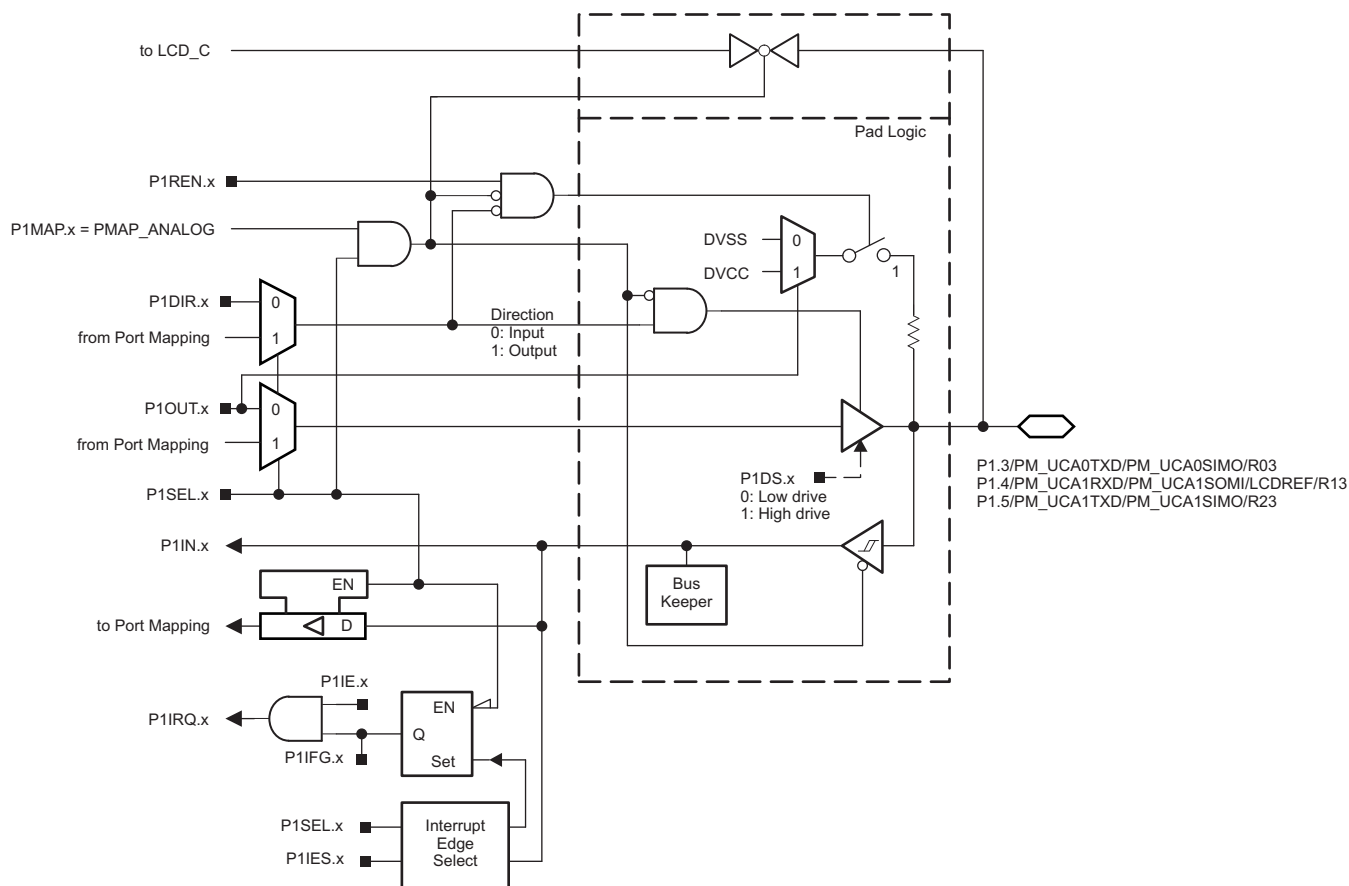 to LCD_C
Pad Logic
P1REN.x
P1MAP.x = PMAP_ANALOG
DVSS
0
DVCC
1
1
P1DIR.x
0
from Port Mapping
1
Direction
0: Input
1: Output
P1OUT.x
0
from Port Mapping
1
P1DS.x
0: Low drive
1: High drive
P1.3/PM_UCA0TXD/PM_UCA0SIMO/R03
P1.4/PM_UCA1RXD/PM_UCA1SOMI/LCDREF/R13
P1.5/PM_UCA1TXD/PM_UCA1SIMO/R23
P1SEL.x
P1IN.x
Bus
Keeper
EN
to Port Mapping
D
P1IE.x
P1IRQ.x
EN
Q
P1IFG.x
Set
P1SEL.x
P1IES.x
Interrupt
Edge
Select